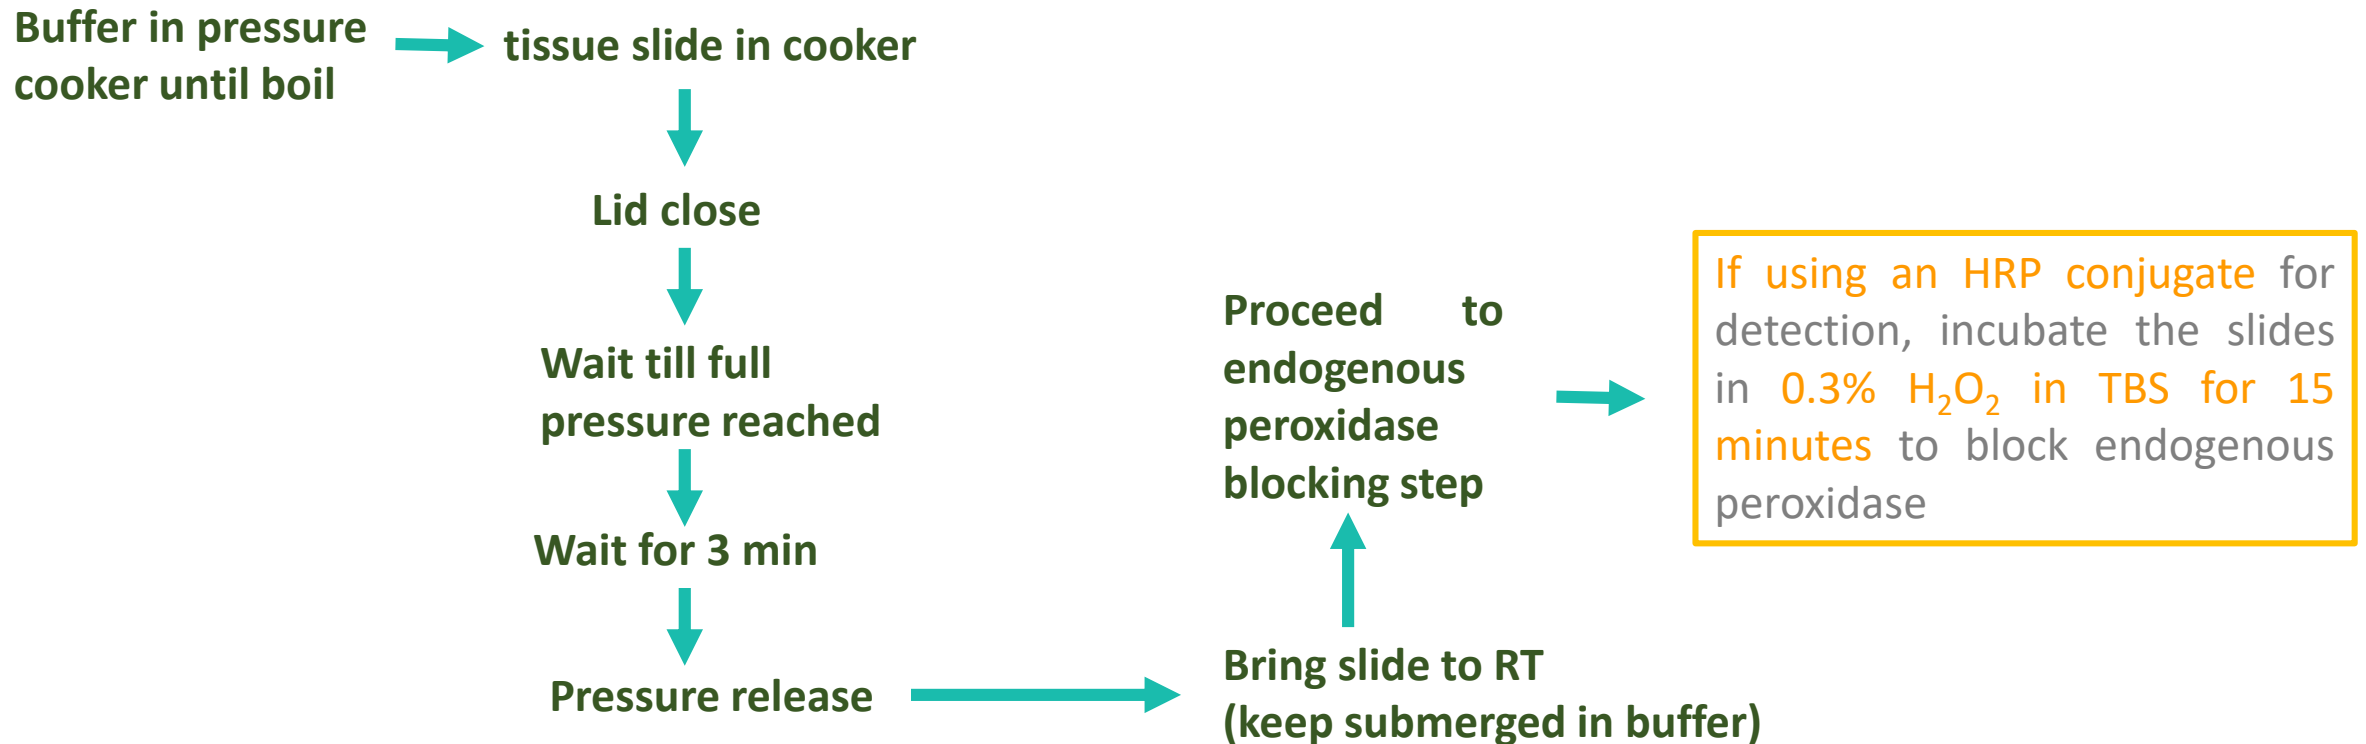 Buffer in pressure
cooker until boil
tissue slide in cooker
Lid close
Wait till full
pressure reached
Wait for 3 min
Pressure release
Bring slide to RT
(keep submerged in buffer)
Proceed to
endogenous
peroxidase
blocking step
If using an HRP conjugate for
detection, incubate the slides
in 0.3% H₂O₂ in TBS for 15
minutes to block endogenous
peroxidase